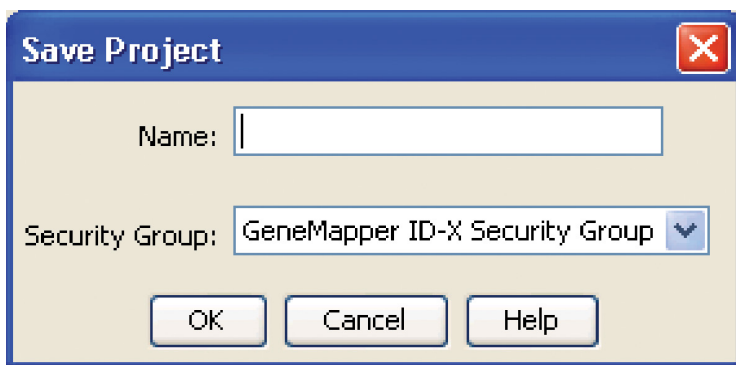 Save Project
Name:
Security Group: GeneMapper ID-X Security Group
OK Cancel Help